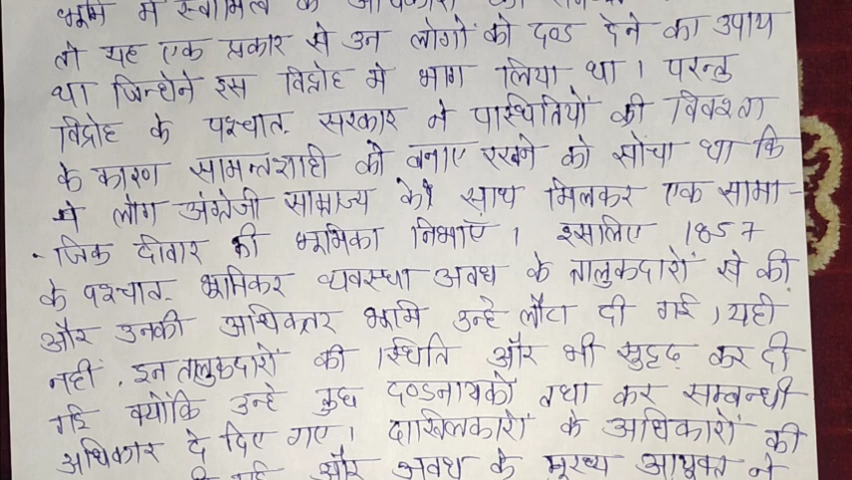 भूमि में स्वामित्व के
तो यह एक प्रकार से उन लोगों को दण्ड देने का उपाय
था जिन्होने इस विद्रोह मे भाग लिया था। परन्तु
विद्रोह के पश्चात् सरकार ने परिस्थितियों की विवशता
के कारण सामन्तशाही को बनाए रखने को सोचा था कि
ये लोग अंग्रेजी साम्राज्य के साथ मिलकर एक सामा-
जिक दीवार की भूमिका निभाएँ। इसलिए 1857
के पश्चात् भूमिकर व्यवस्था अवध के तालुकदारों से की
और उनकी अधिकतर भूमि उन्हे लौटा दी गई, यही
नहीं, इन तालुकदारों की स्थिति और भी सुदृढ़ कर दी
गई क्योंकि उन्हे कुछ दण्डनायकों तथा कर सम्बन्धी
अधिकार दे दिए गए। दाखिलकारों के अधिकारों की
और अवध के मुख्य आयुक्त ने